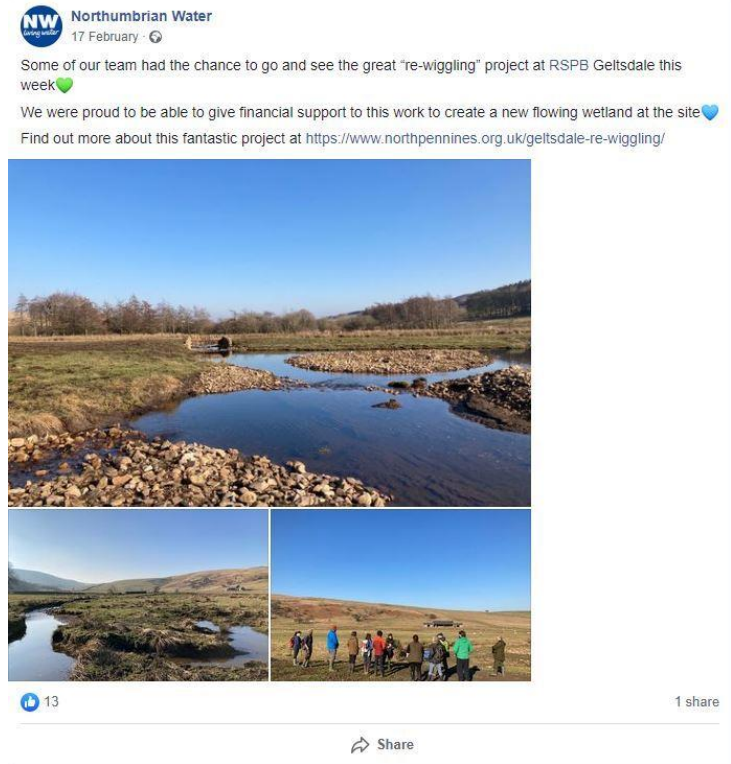 NW
living water
Northumbrian Water
17 February ·
Some of our team had the chance to go and see the great “re-wiggling” project at RSPB Geltsdale this
week💚
We were proud to be able to give financial support to this work to create a new flowing wetland at the site💙
Find out more about this fantastic project at https://www.northpennines.org.uk/geltsdale-re-wiggling/
13
1 share
Share